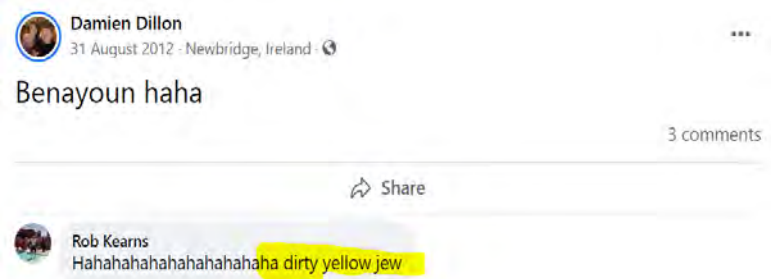 Damien Dillon
31 August 2012 · Newbridge, Ireland ·
Benayoun haha
3 comments
Share
Rob Kearns
Hahahahahahahahahahaha dirty yellow jew